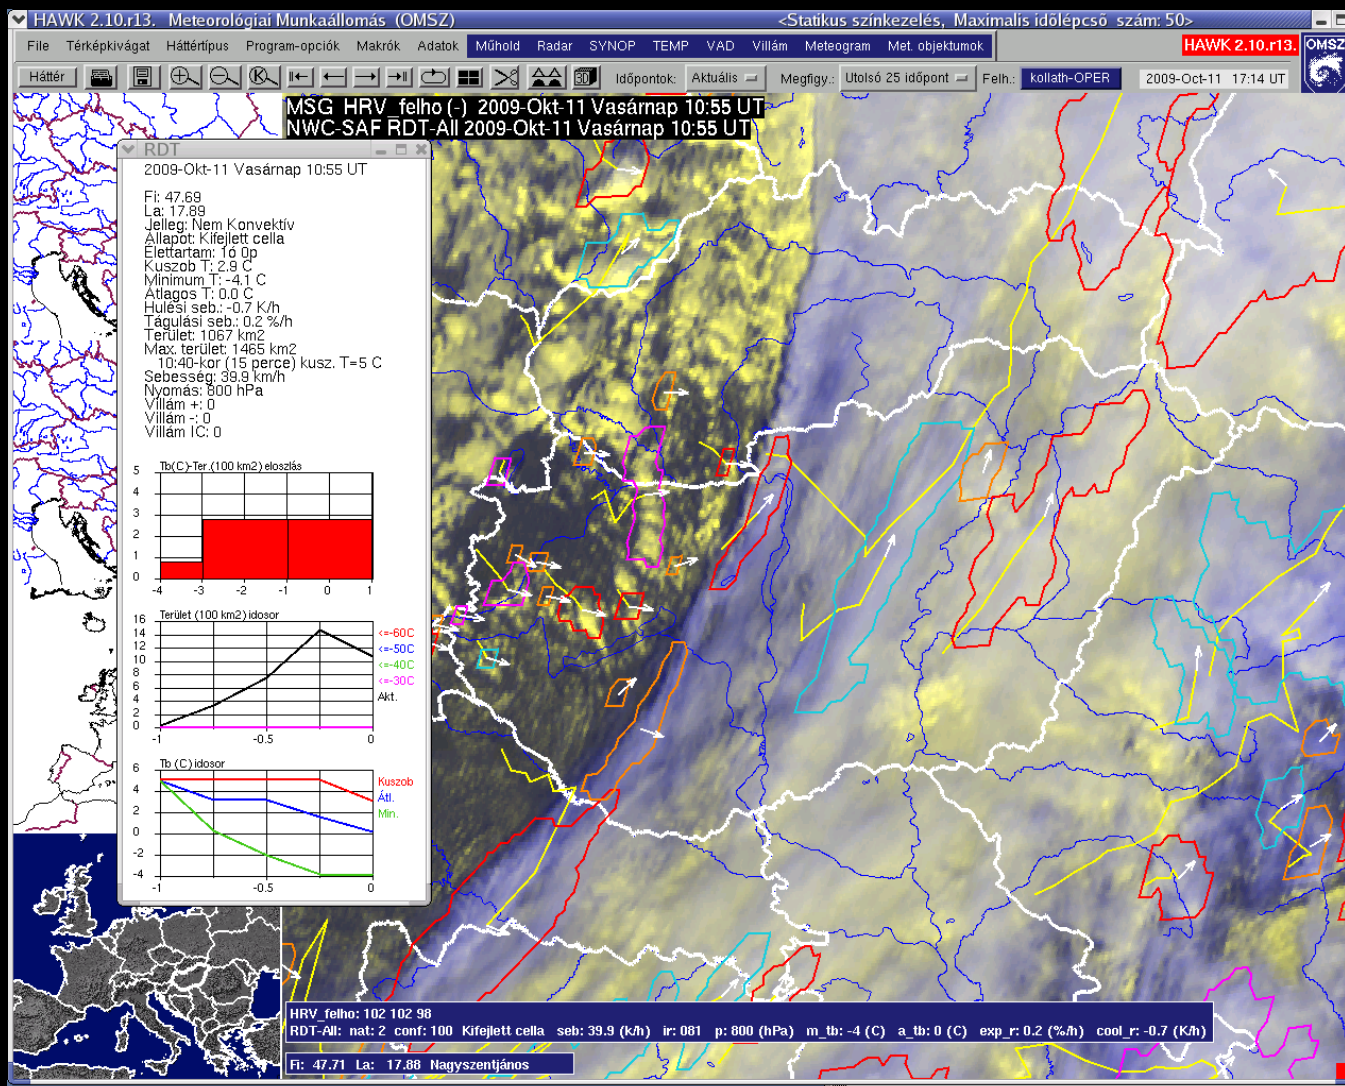 HAWK 2.10.r13. Meteorológiai Munkaállomás (OMSZ) <Statikus színkezelés, Maximalis időlépcső szám: 50>
File Térképkivágat Háttértípus Program-opciók Makrók Adatok Műhold Radar SYNOP TEMP VAD Villám Meteogram Met. objektumok HAWK 2.10.r13. OMSZ
Háttér K 3D Időpontok: Aktuális Megfigy.: Utolsó 25 időpont Felh.: kollath-OPER 2009-Oct-11 17:14 UT
MSG HRV_felho (-) 2009-Okt-11 Vasárnap 10:55 UT
NWC-SAF RDT-All 2009-Okt-11 Vasárnap 10:55 UT
RDT
2009-Okt-11 Vasárnap 10:55 UT
Fi: 47.69
La: 17.89
Jelleg: Nem Konvektív
Állapot: Kifejlett cella
Élettartam: 1ó 0p
Kuszob T: 2.9 C
Minimum T: -4.1 C
Átlagos T: 0.0 C
Hulési seb.: -0.7 K/h
Tágulási seb.: 0.2 %/h
Terület: 1067 km2
Max. terület: 1465 km2
10:40-kor (15 perce) kusz. T=5 C
Sebesség: 39.9 km/h
Nyomás: 800 hPa
Villám +: 0
Villám -: 0
Villám IC: 0
Tb(C)-Ter.(100 km2) eloszlás
5
4
3
2
1
0
-4 -3 -2 -1 0 1
Terület (100 km2) idosor
16
14
12
10
8
6
4
2
0
<=-60C
<=-50C
<=-40C
<=-30C
Akt.
-1 -0.5 0
Tb (C) idosor
6
4
2
0
-2
-4
Kuszob
Átl.
Min.
-1 -0.5 0
HRV_felho: 102 102 98
RDT-All: nat: 2 conf: 100 Kifejlett cella seb: 39.9 (k/h) ir: 081 p: 800 (hPa) m_tb: -4 (C) a_tb: 0 (C) exp_r: 0.2 (%/h) cool_r: -0.7 (K/h)
Fi: 47.71 La: 17.88 Nagyszentjános